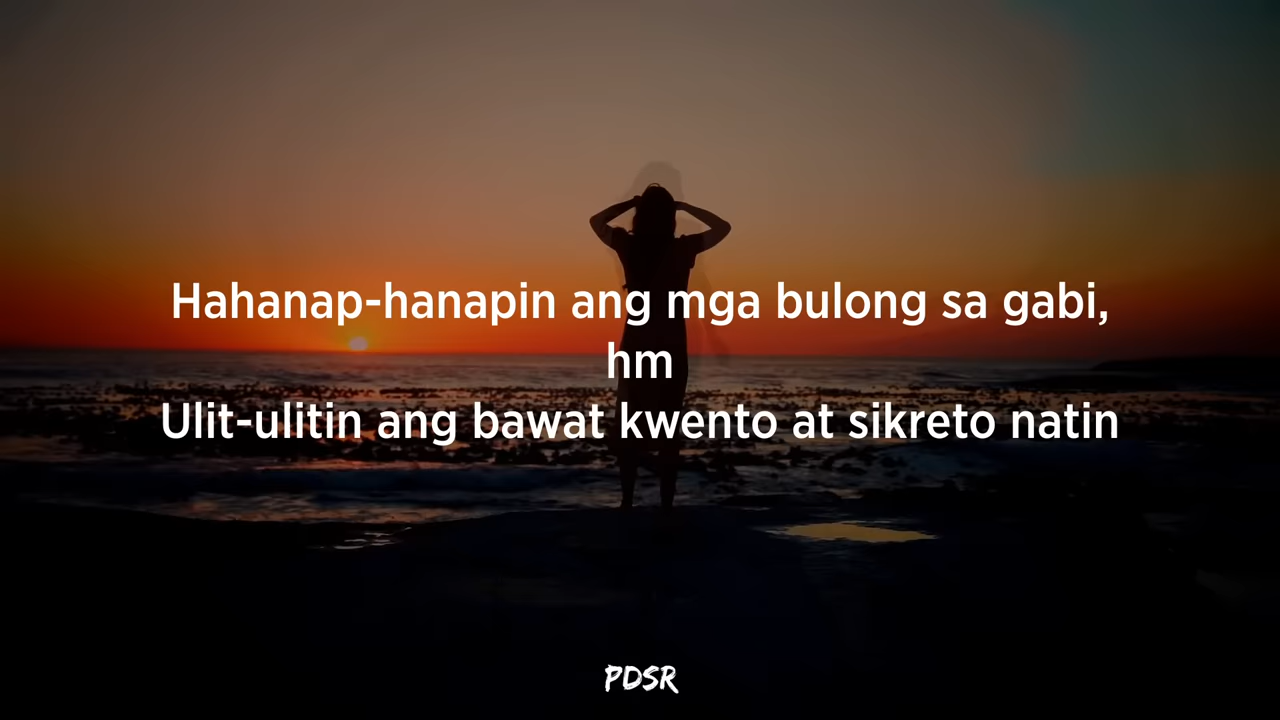 Hahanap-hanapin ang mga bulong sa gabi,
hm
Ulit-ulitin ang bawat kwento at sikreto natin
PDSR